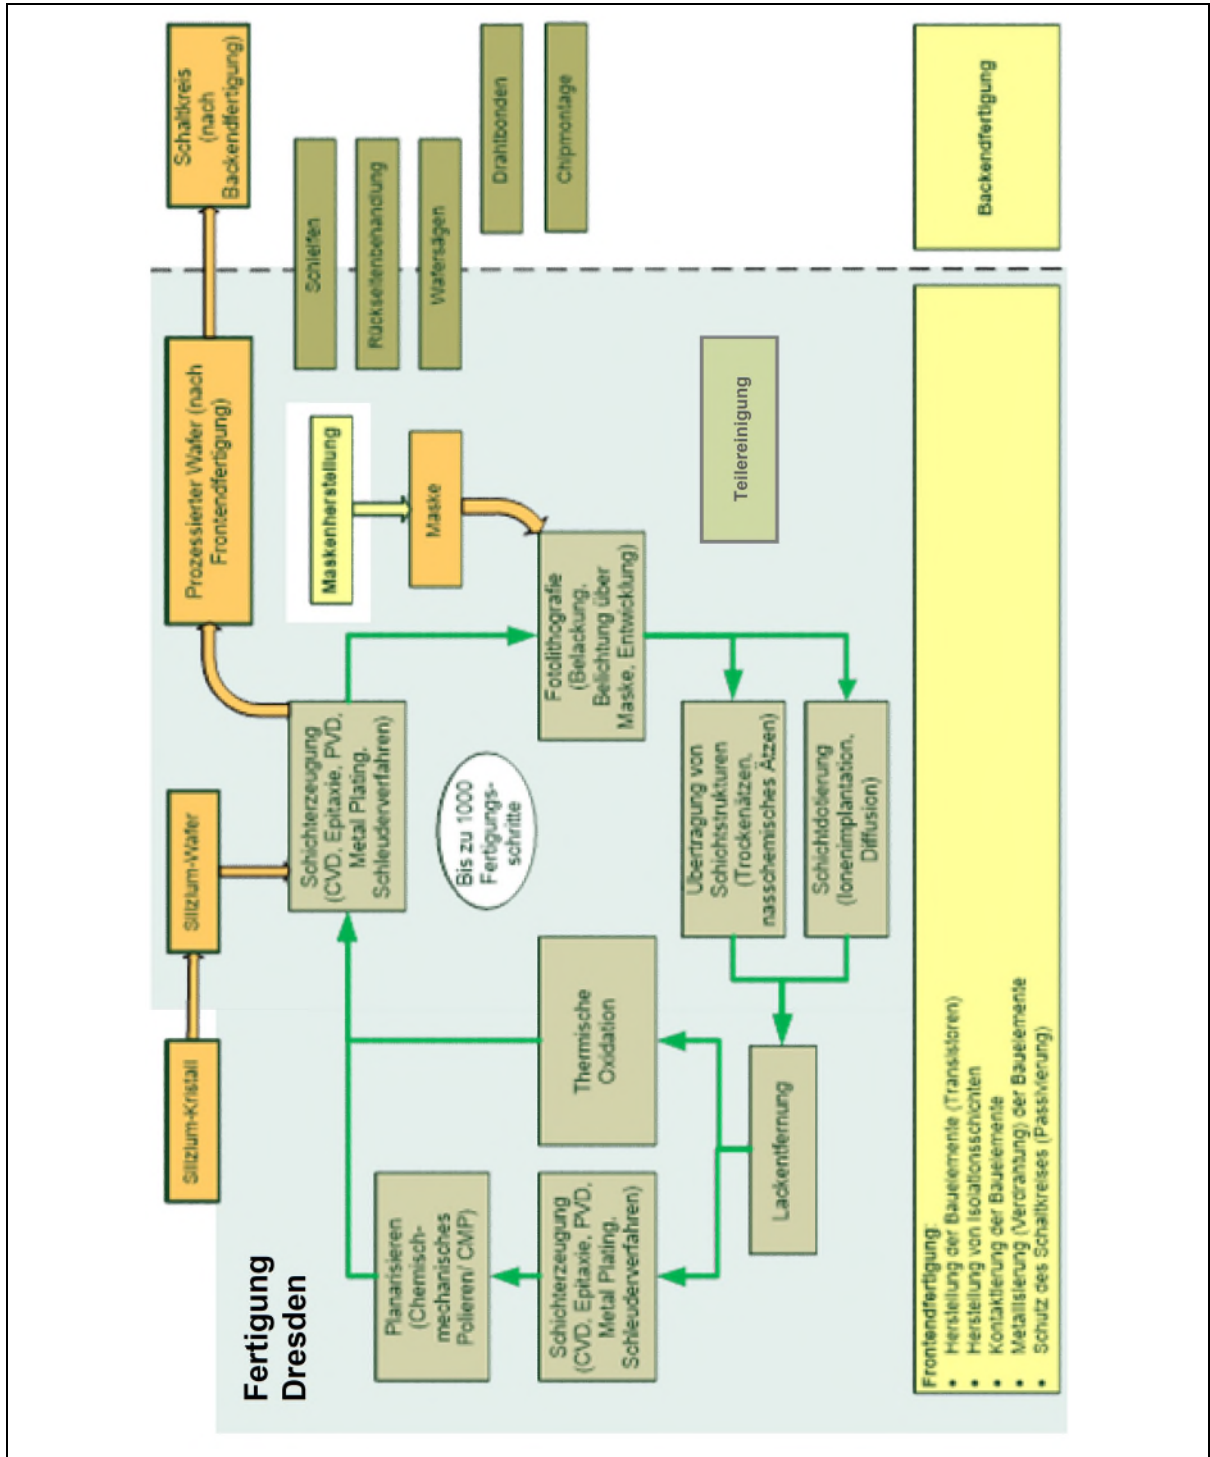 Fertigung
Dresden
Silizium-Kristall
Silizium-Wafer
Prozessierter Wafer (nach
Frontendfertigung)
Schaltkreis
(nach
Backendfertigung)
Schichterzeugung
(CVD, Epitaxie, PVD,
Metal Plating,
Schleuderverfahren)
Maskenherstellung
Maske
Schleifen
Rückseitenbehandlung
Wafersägen
Drahtbonden
Chipmontage
Planarisieren
(Chemisch-
mechanisches
Polieren/ CMP)
Bis zu 1000
Fertigungs-
schritte
Schichterzeugung
(CVD, Epitaxie, PVD,
Metal Plating,
Schleuderverfahren)
Thermische
Oxidation
Fotolithografie
(Belackung,
Belichtung über
Maske, Entwicklung)
Übertragung von
Schichtstrukturen
(Trockenätzen,
nasschemisches Ätzen)
Schichtdotierung
(Ionenimplantation,
Diffusion)
Lackentfernung
Teilereinigung
Frontendfertigung:
• Herstellung der Bauelemente (Transistoren)
• Herstellung von Isolationsschichten
• Kontaktierung der Bauelemente
• Metallisierung (Verdrahtung) der Bauelemente
• Schutz des Schaltkreises (Passivierung)
Backendfertigung